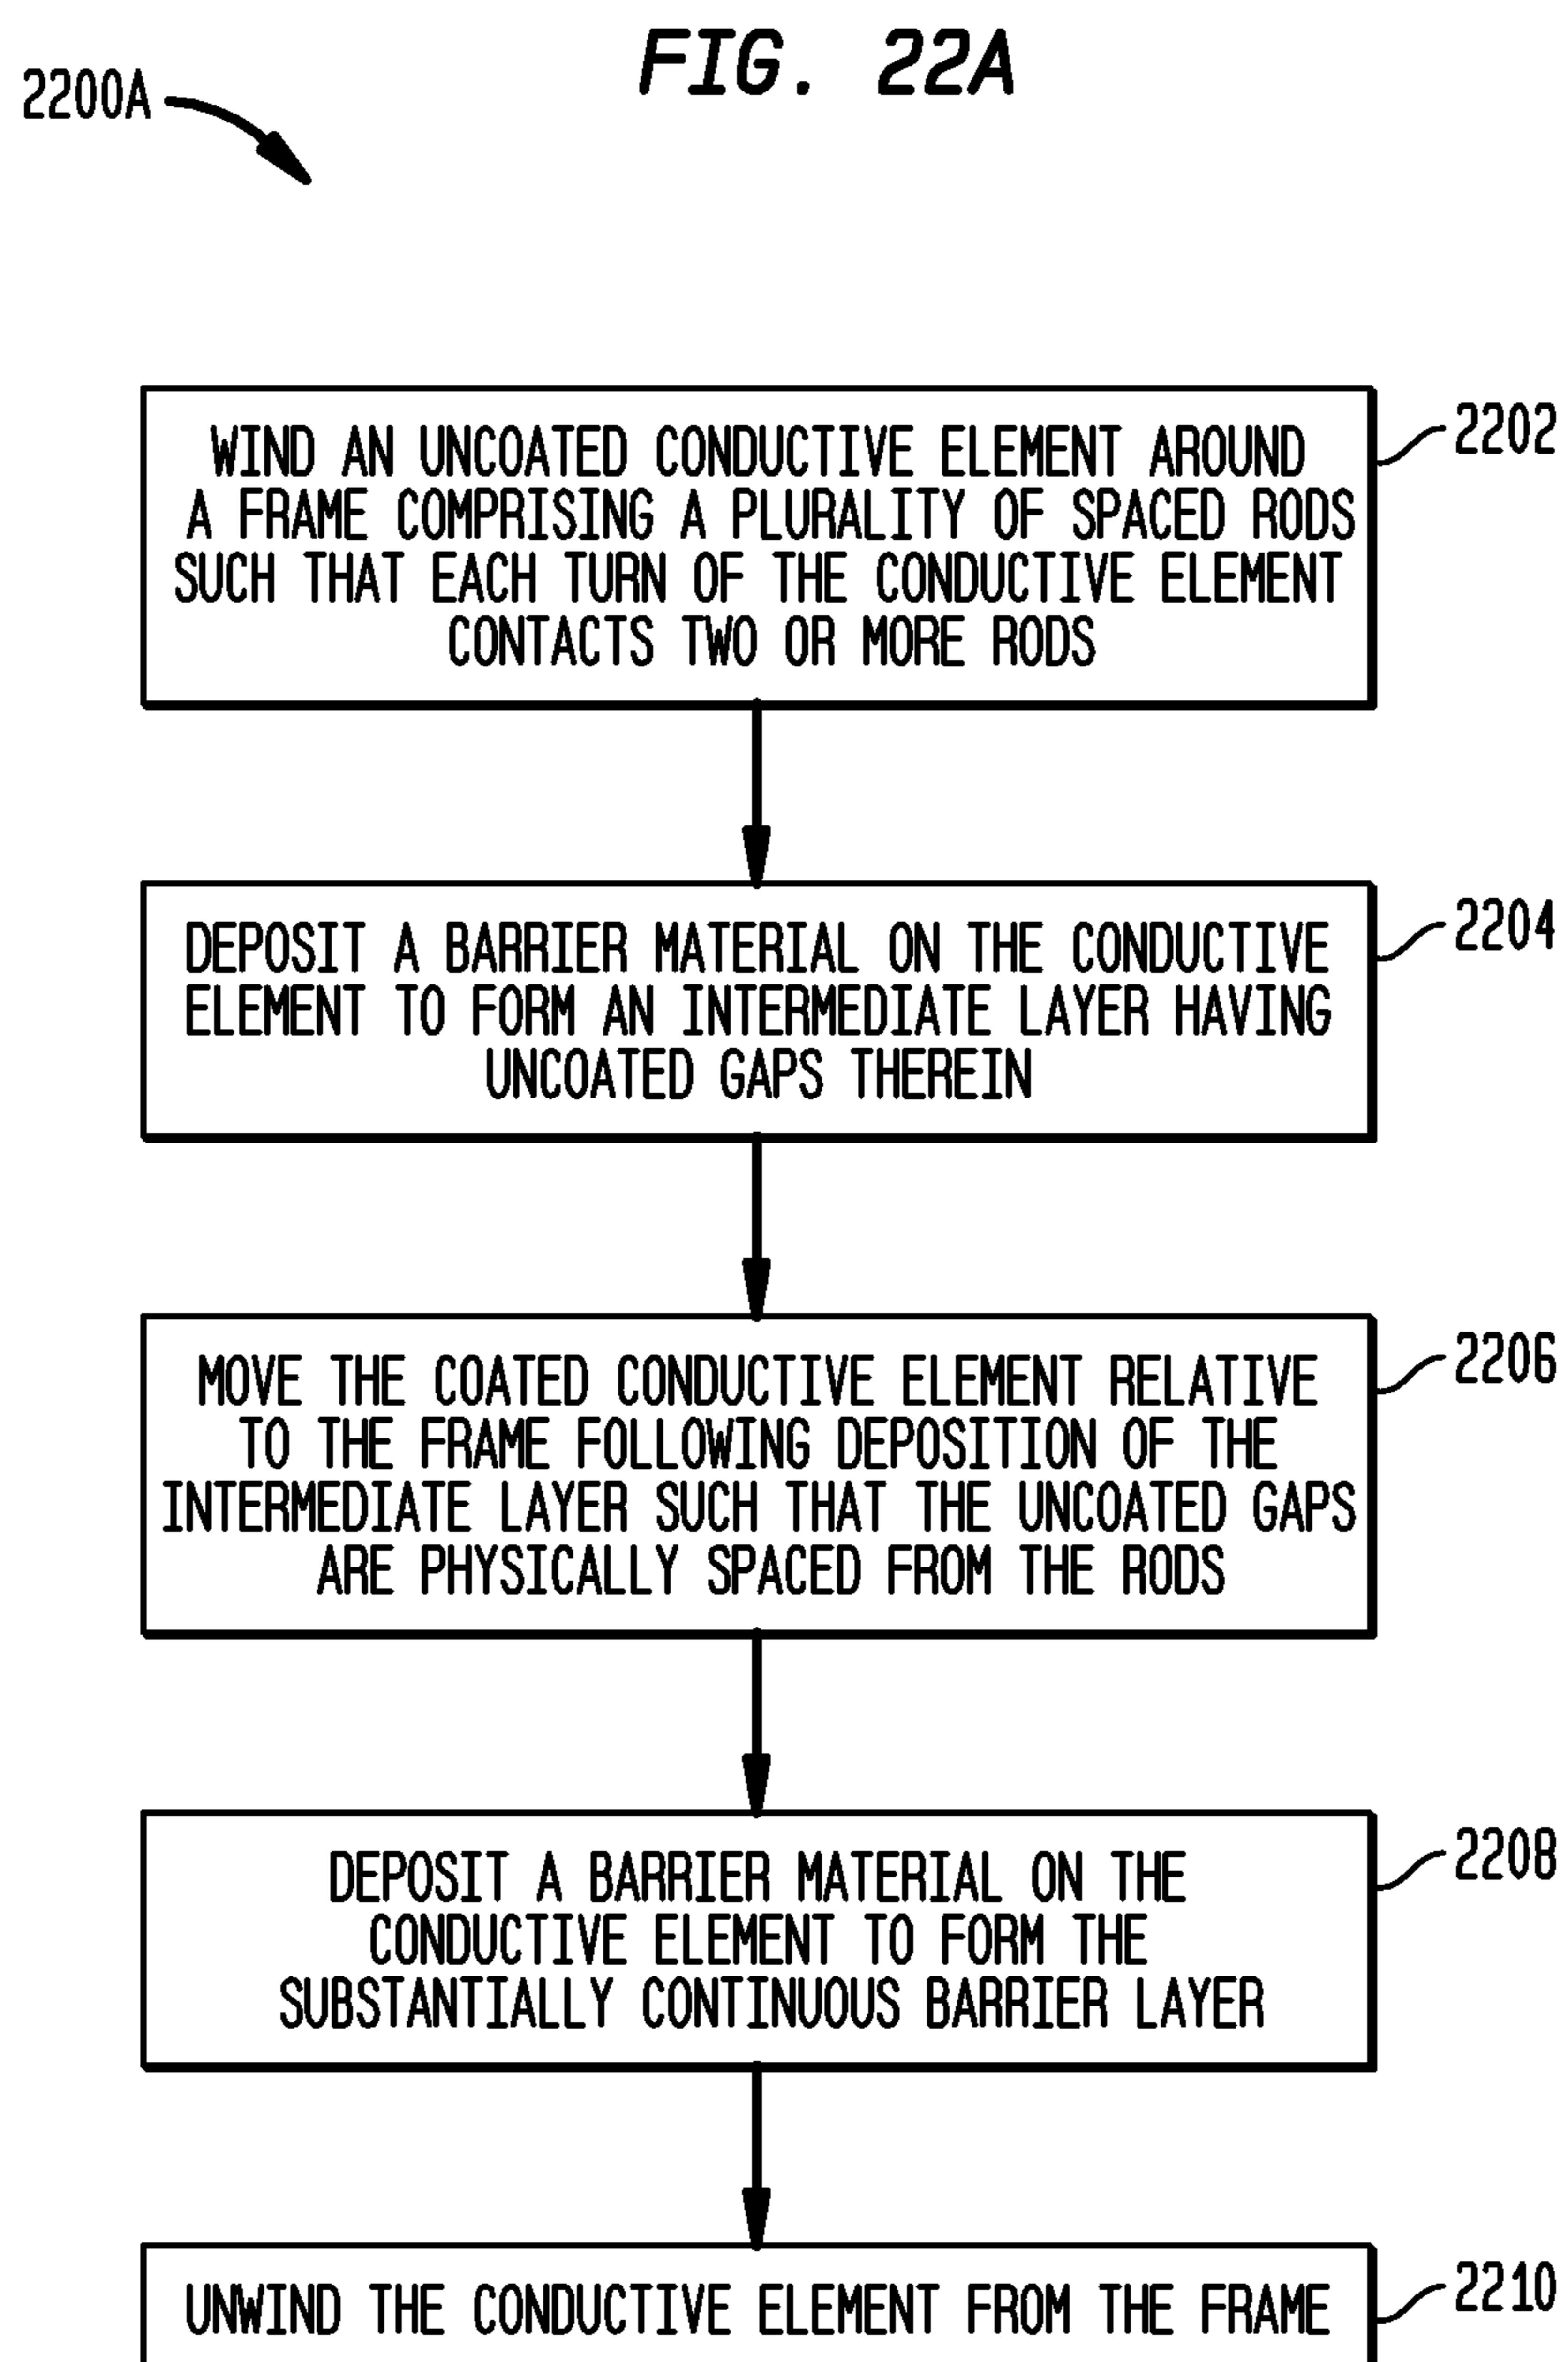 FIG. 22A
2200A
WIND AN UNCOATED CONDUCTIVE ELEMENT AROUND
A FRAME COMPRISING A PLURALITY OF SPACED RODS
SUCH THAT EACH TURN OF THE CONDUCTIVE ELEMENT
CONTACTS TWO OR MORE RODS
2202
DEPOSIT A BARRIER MATERIAL ON THE CONDUCTIVE
ELEMENT TO FORM AN INTERMEDIATE LAYER HAVING
UNCOATED GAPS THEREIN
2204
MOVE THE COATED CONDUCTIVE ELEMENT RELATIVE
TO THE FRAME FOLLOWING DEPOSITION OF THE
INTERMEDIATE LAYER SUCH THAT THE UNCOATED GAPS
ARE PHYSICALLY SPACED FROM THE RODS
2206
DEPOSIT A BARRIER MATERIAL ON THE
CONDUCTIVE ELEMENT TO FORM THE
SUBSTANTIALLY CONTINUOUS BARRIER LAYER
2208
UNWIND THE CONDUCTIVE ELEMENT FROM THE FRAME
2210